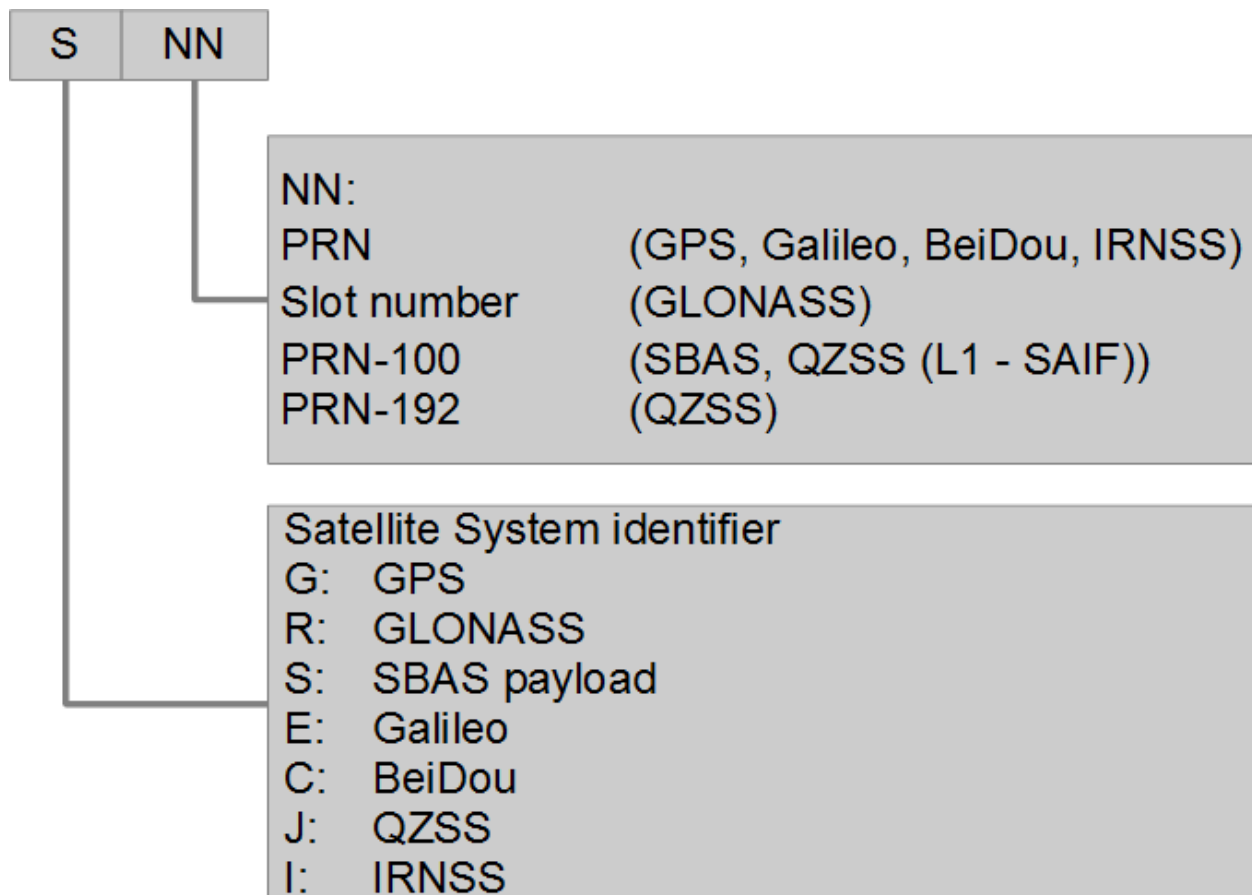 S NN
NN:
PRN (GPS, Galileo, BeiDou, IRNSS)
Slot number (GLONASS)
PRN-100 (SBAS, QZSS (L1 - SAIF))
PRN-192 (QZSS)
Satellite System identifier
G: GPS
R: GLONASS
S: SBAS payload
E: Galileo
C: BeiDou
J: QZSS
I: IRNSS